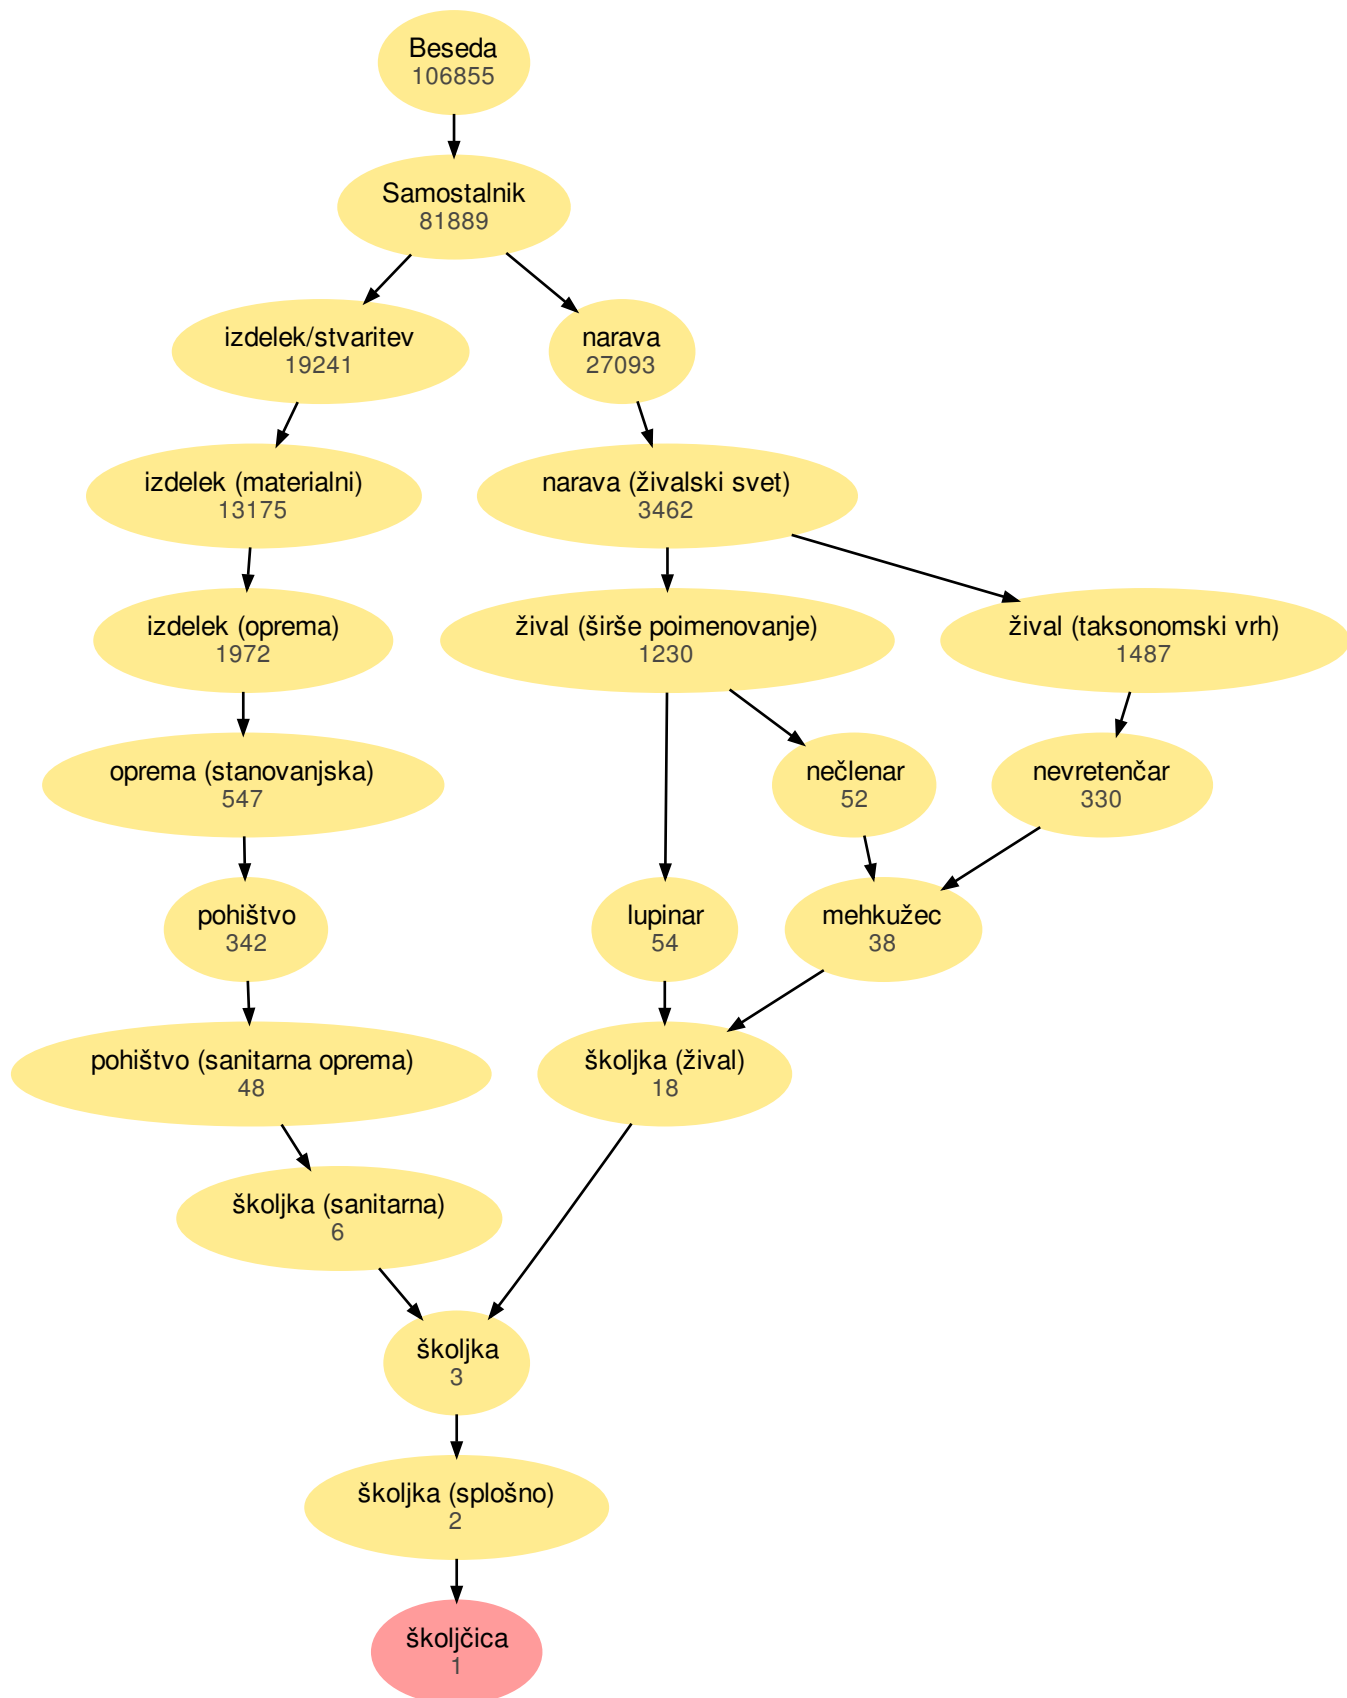 Beseda
106855
Samostalnik
81889
izdelek/stvaritev
19241
narava
27093
izdelek (materialni)
13175
narava (živalski svet)
3462
izdelek (oprema)
1972
žival (širše poimenovanje)
1230
žival (taksonomski vrh)
1487
oprema (stanovanjska)
547
nečlenar
52
nevretenčar
330
pohištvo
342
lupinar
54
mehkužec
38
pohištvo (sanitarna oprema)
48
školjka (žival)
18
školjka (sanitarna)
6
školjka
3
školjka (splošno)
2
školjčica
1